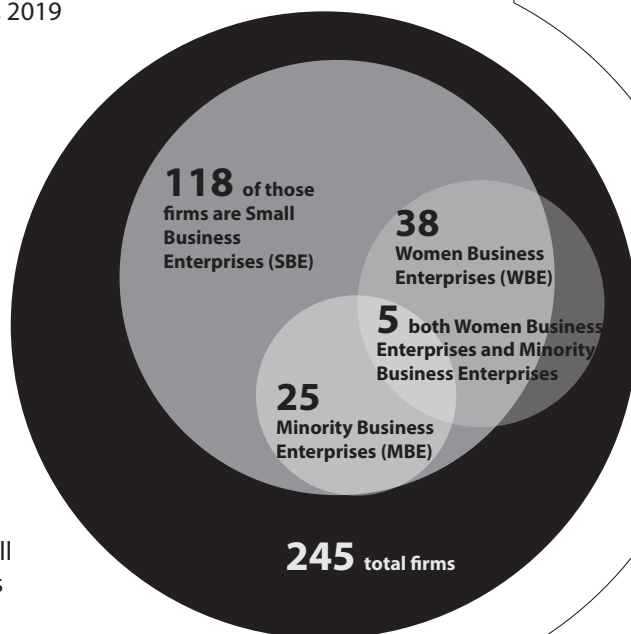 2019
118 of those
firms are Small
Business
Enterprises (SBE)
38
Women Business
Enterprises (WBE)
5 both Women Business
Enterprises and Minority
Business Enterprises
25
Minority Business
Enterprises (MBE)
245 total firms